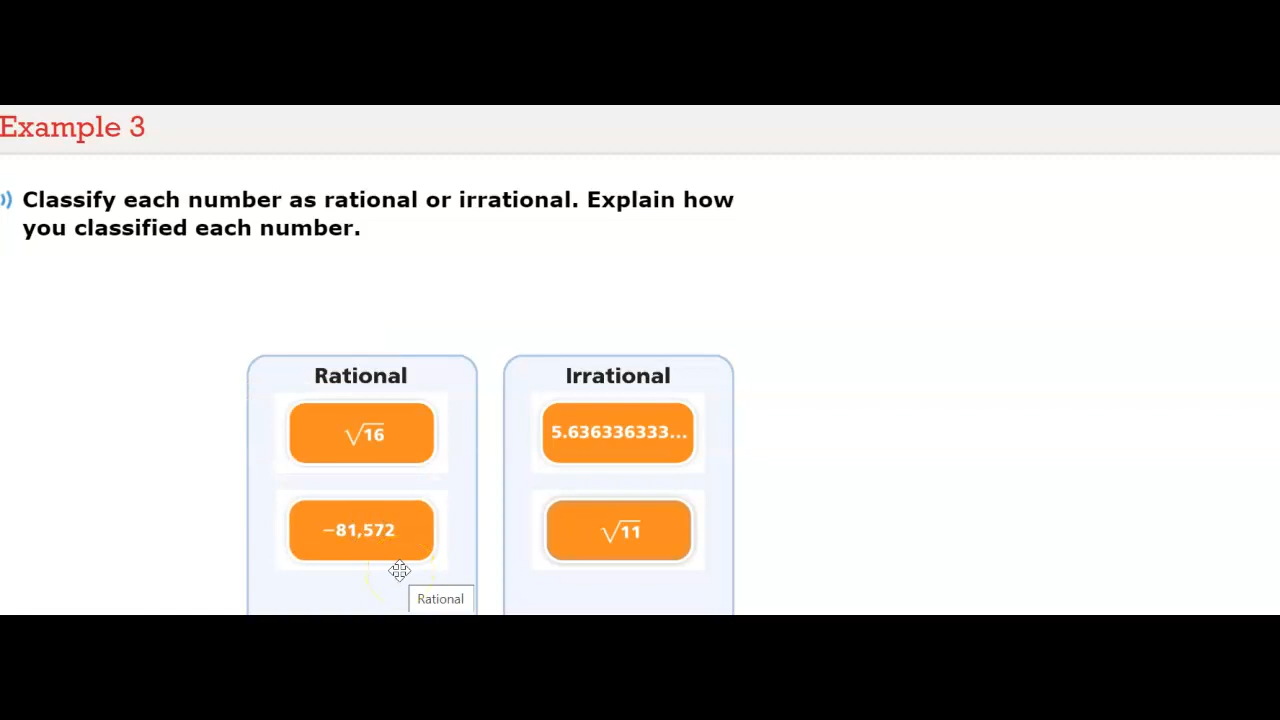 Example 3
Classify each number as rational or irrational. Explain how
you classified each number.
Rational
Irrational
√16
5.636336333...
−81,572
√11
Rational